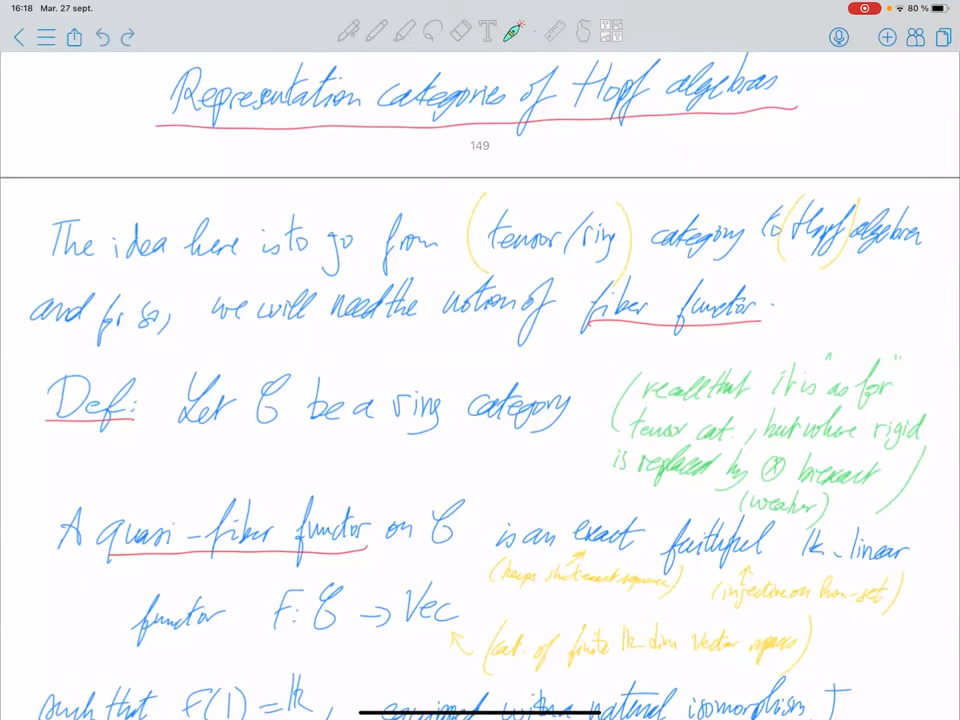 16:18 Mar. 27 sept. 80 %
Representation categories of Hopf algebras
149
The idea here is to go from (tensor/ring) category to (Hopf) algebra
and for so, we will need the notion of fiber functor.
Def: Let C be a ring category
(recall that it is "as for"
tensor cat., but where rigid
is replaced by ⊗ biexact
(weaker))
A quasi-fiber functor on C is an exact faithful k-linear
(keeps short exact sequences) (injective on hom-set)
functor F: C → Vec
(cat. of finite k-dim vector spaces)
such that F(1) = k, equipped with a natural isomorphism J